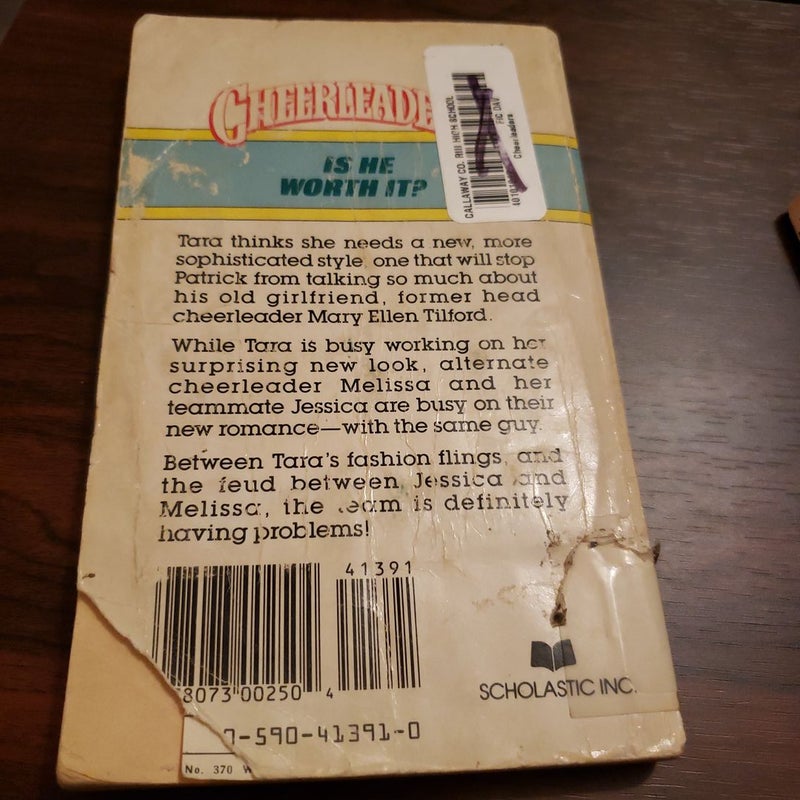 CHEERLEADE
IS HE
WORTH IT?
CALLAWAY CO. RIII HIGH SCHOOL
FIC DAV
Cheerleaders
Tara thinks she needs a new, more
sophisticated style, one that will stop
Patrick from talking so much about
his old girlfriend, former head
cheerleader Mary Ellen Tilford.
While Tara is busy working on her
surprising new look, alternate
cheerleader Melissa and her
teammate Jessica are busy on their
new romance—with the same guy.
Between Tara's fashion flings, and
the feud between Jessica and
Melissa, the team is definitely
having problems!
41391
8073 00250 4
SCHOLASTIC INC.
7-590-41391-0
No. 370